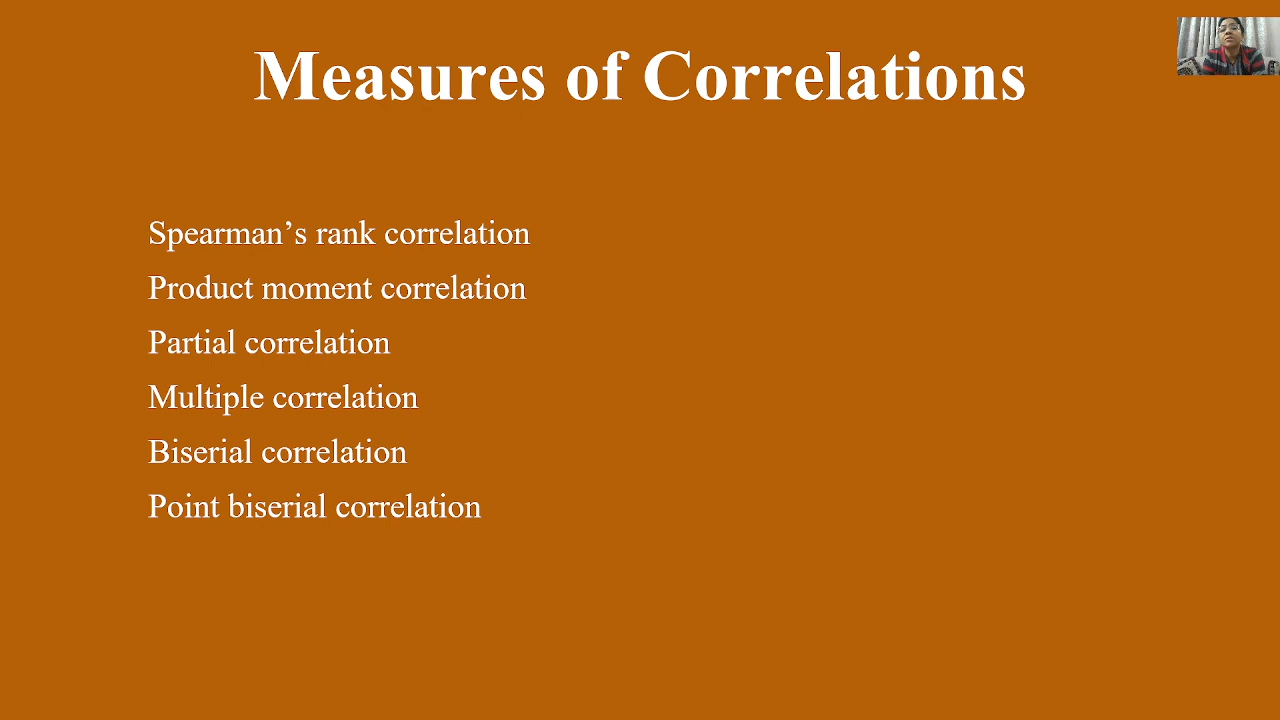 Measures of Correlations
Spearman’s rank correlation
Product moment correlation
Partial correlation
Multiple correlation
Biserial correlation
Point biserial correlation